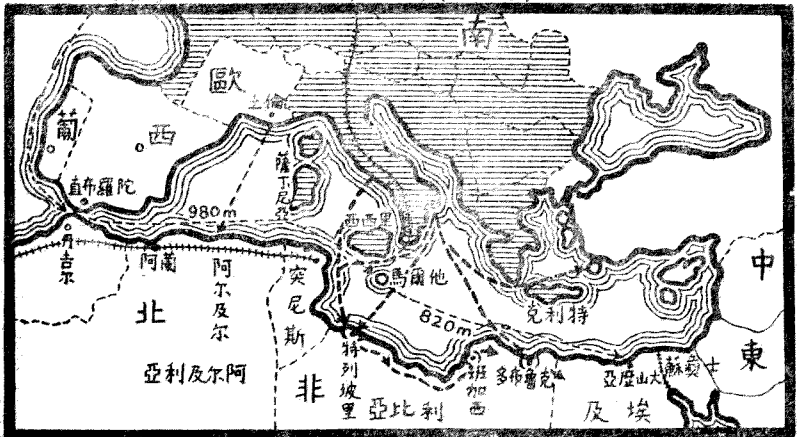 南
歐
土倫
葡
西
薩丁尼亞
直布羅陀
980m
西西里
馬爾他
丹吉尔
阿蘭
阿尔及尔
突尼斯
820m
克利特
中東
北非
阿尔及利亞
特列彼里
班加西
多布魯克
亞歷山大
蘇彝士
利比亞
埃及